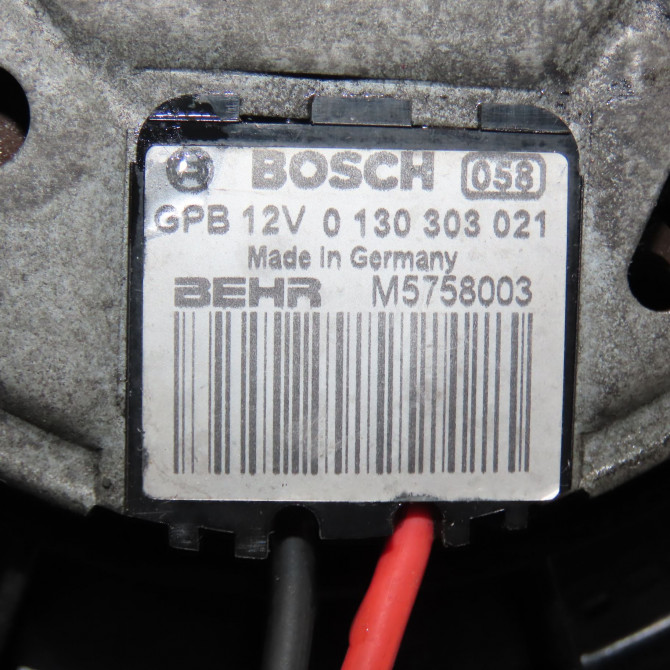 BOSCH 058
GPB 12V 0 130 303 021
Made in Germany
BEHR M5758003